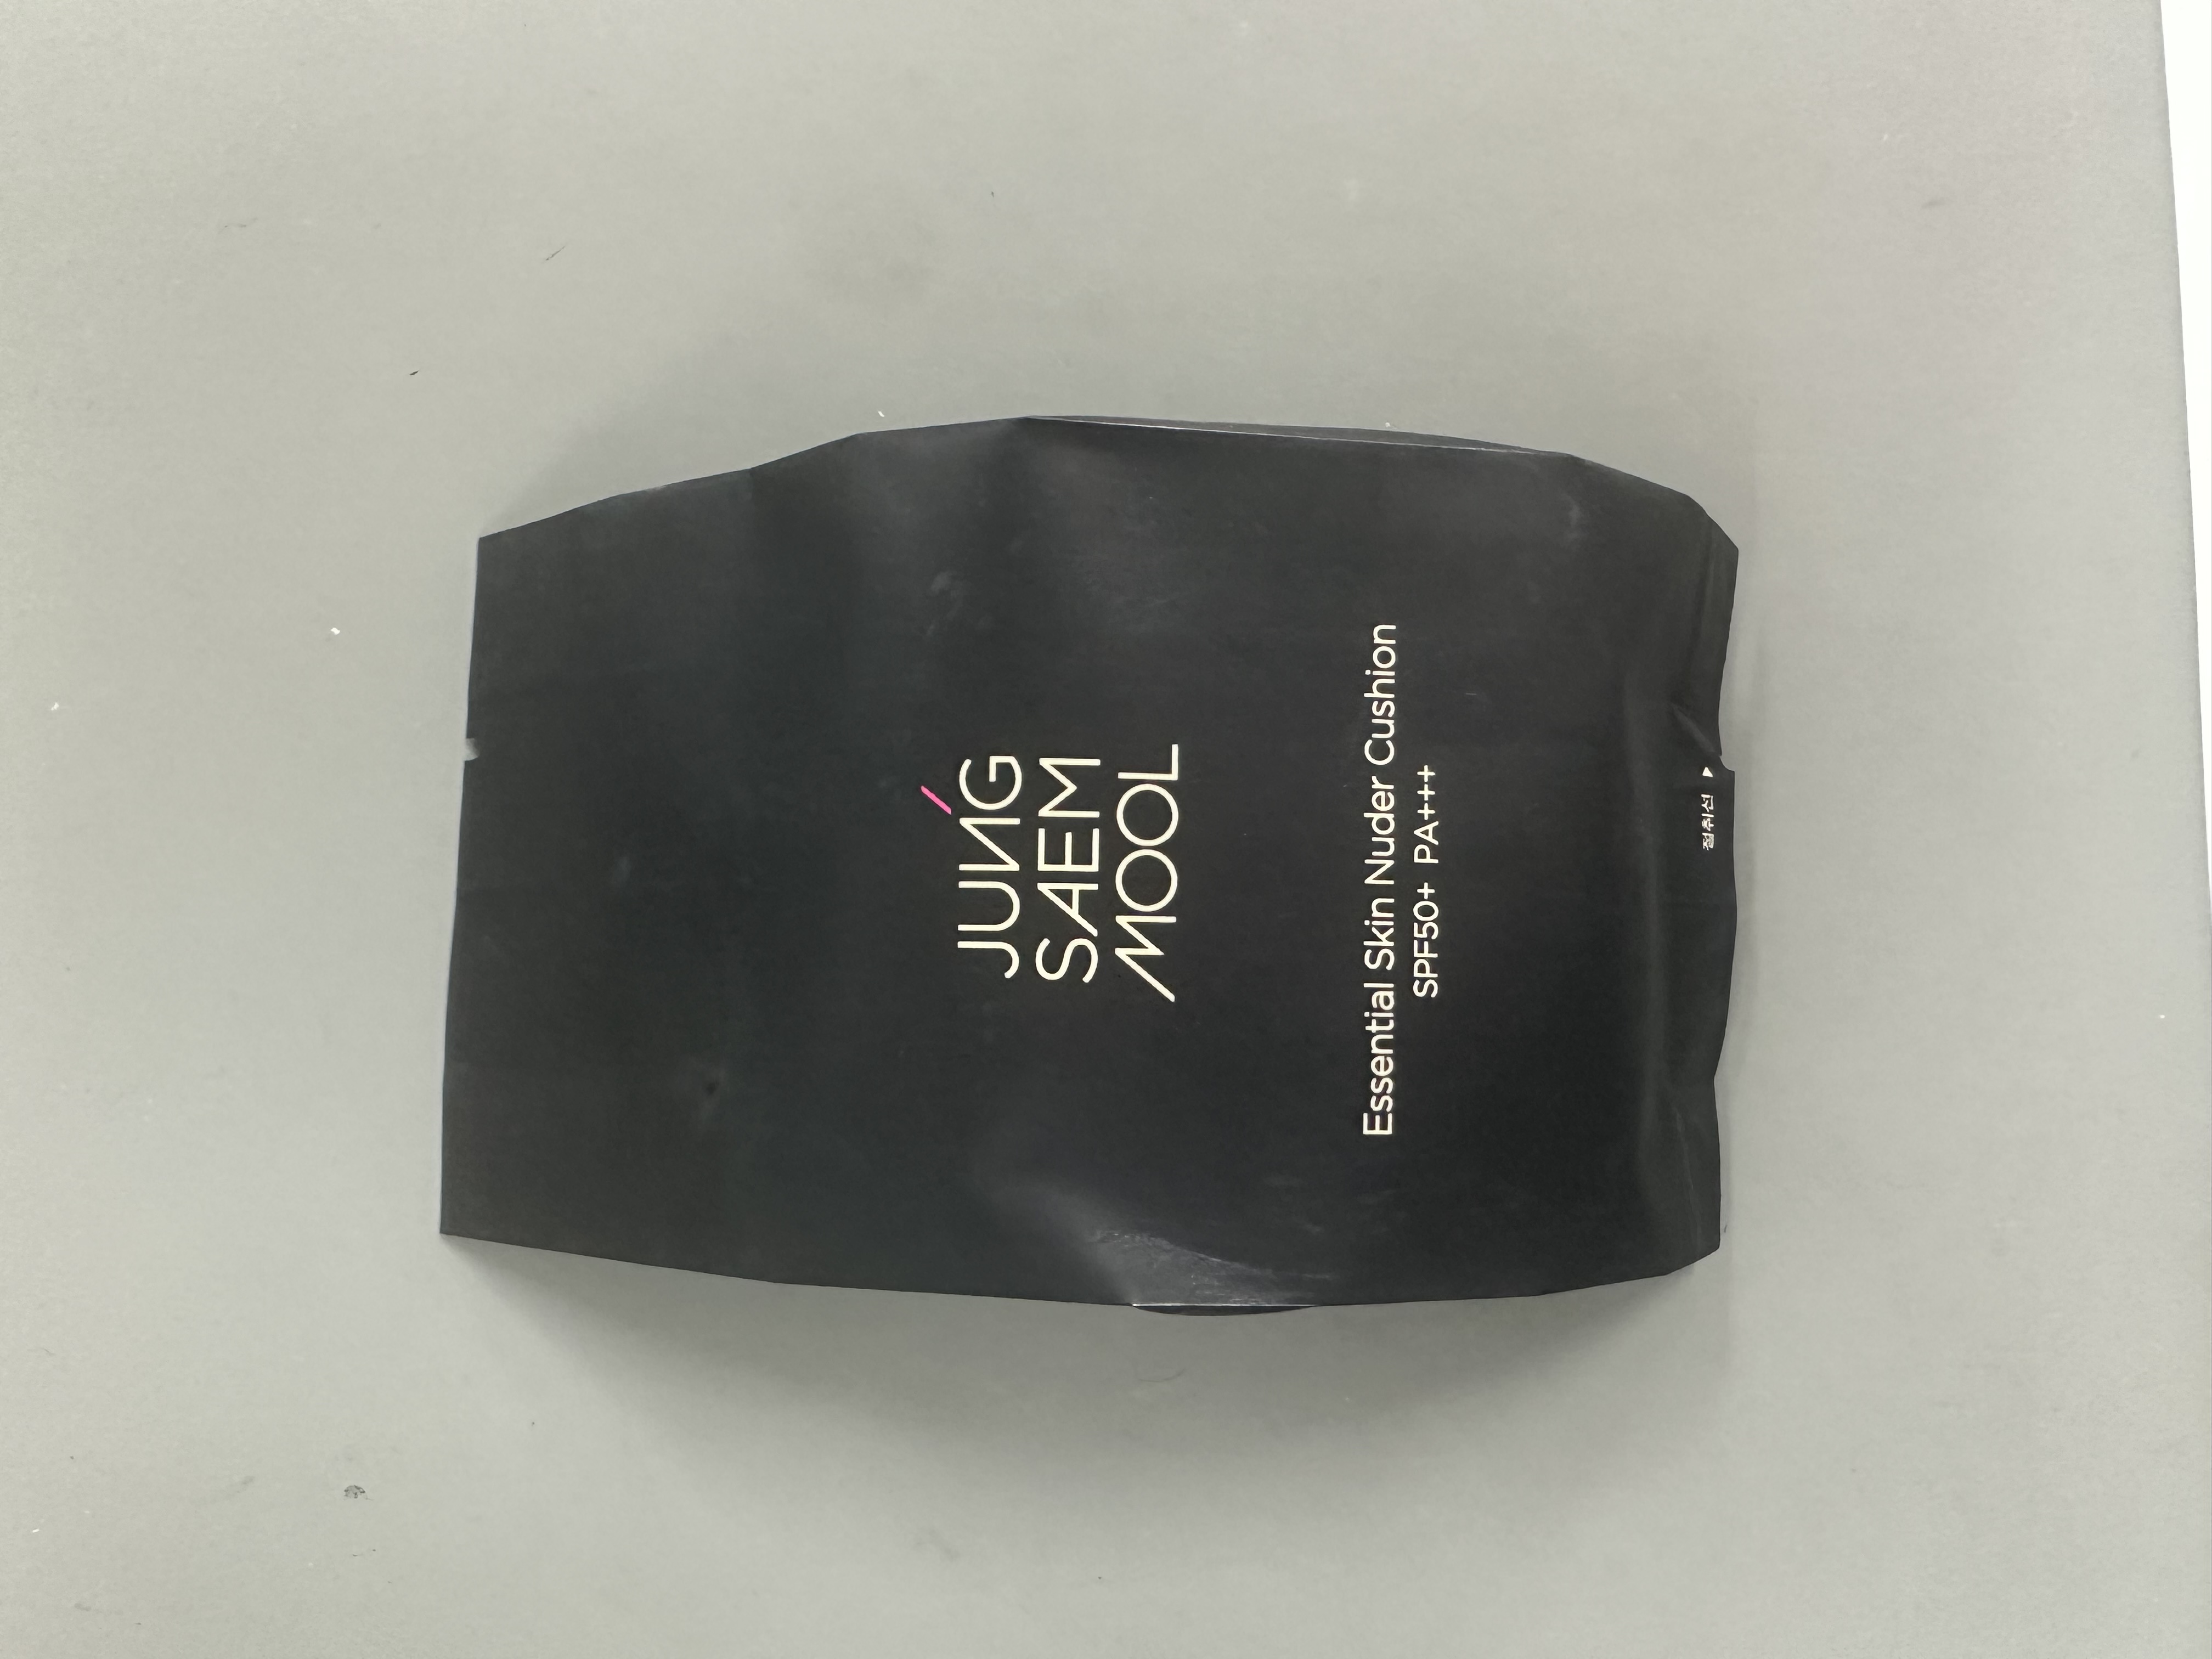 JUNG
SAEM
MOOL
Essential Skin Nuder Cushion
SPF50+ PA+++
절취선 ▶